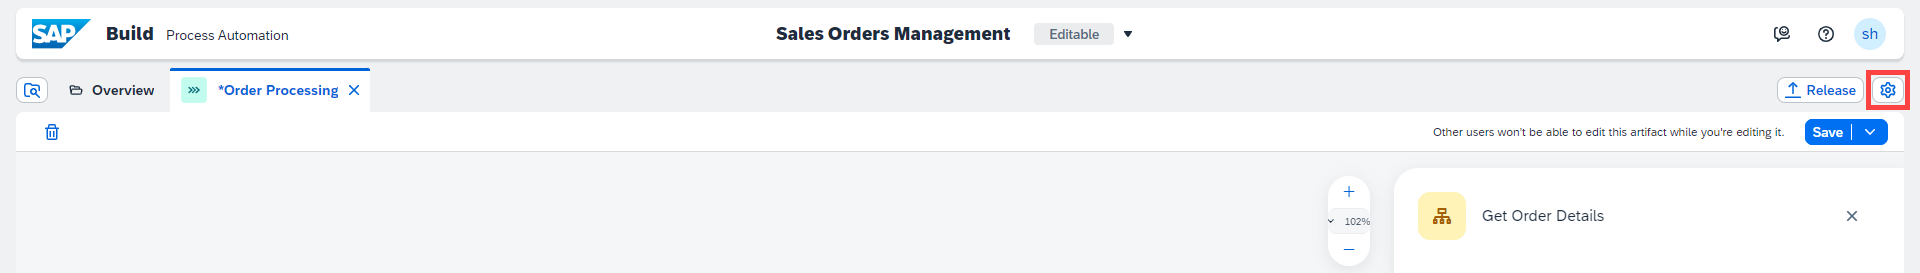 SAP Build Process Automation Sales Orders Management Editable sh
Overview *Order Processing Release
Other users won't be able to edit this artifact while you're editing it. Save
102%
Get Order Details